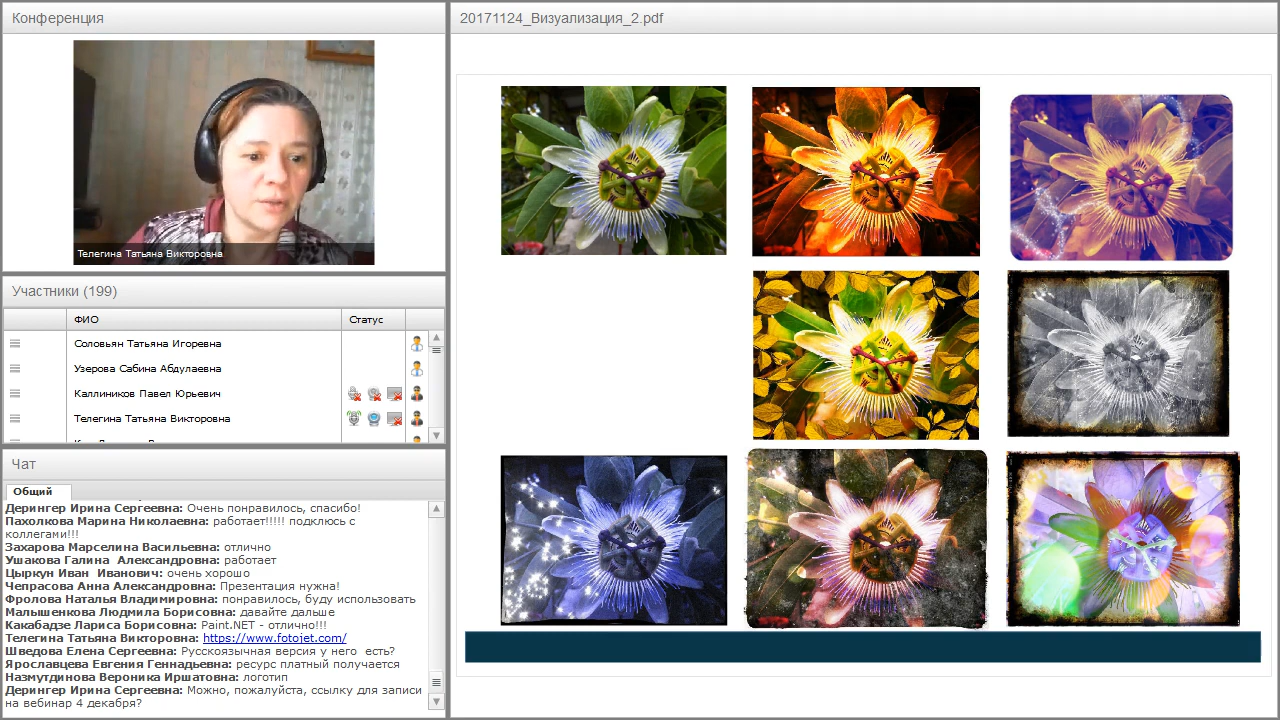 Конференция
Телегина Татьяна Викторовна
Участники (199)
ФИО
Статус
Соловьян Татьяна Игоревна
Узерова Сабина Абдулаевна
Каллиников Павел Юрьевич
Телегина Татьяна Викторовна
Чат
Общий
Дерингер Ирина Сергеевна: Очень понравилось, спасибо!
Пахолкова Марина Николаевна: работает!!!!! подклюсь с
коллегами!!!
Захарова Марселина Васильевна: отлично
Ушакова Галина Александровна: работает
Цыркун Иван Иванович: очень хорошо
Чепрасова Анна Александровна: Презентация нужна!
Фролова Наталья Владимировна: Понравилось, буду использовать
Малышенкова Людмила Борисовна: давайте дальше
Какабадзе Лариса Борисовна: Paint.NET - отлично!!!
Телегина Татьяна Викторовна: https://www.fotojet.com/
Шведова Елена Сергеевна: Русскоязычная версия у него есть?
Ярославцева Евгения Геннадьевна: ресурс платный получается
Назмутдинова Вероника Иршатовна: логотип
Дерингер Ирина Сергеевна: Можно, пожалуйста, ссылку для записи
на вебинар 4 декабря?
20171124_Визуализация_2.pdf